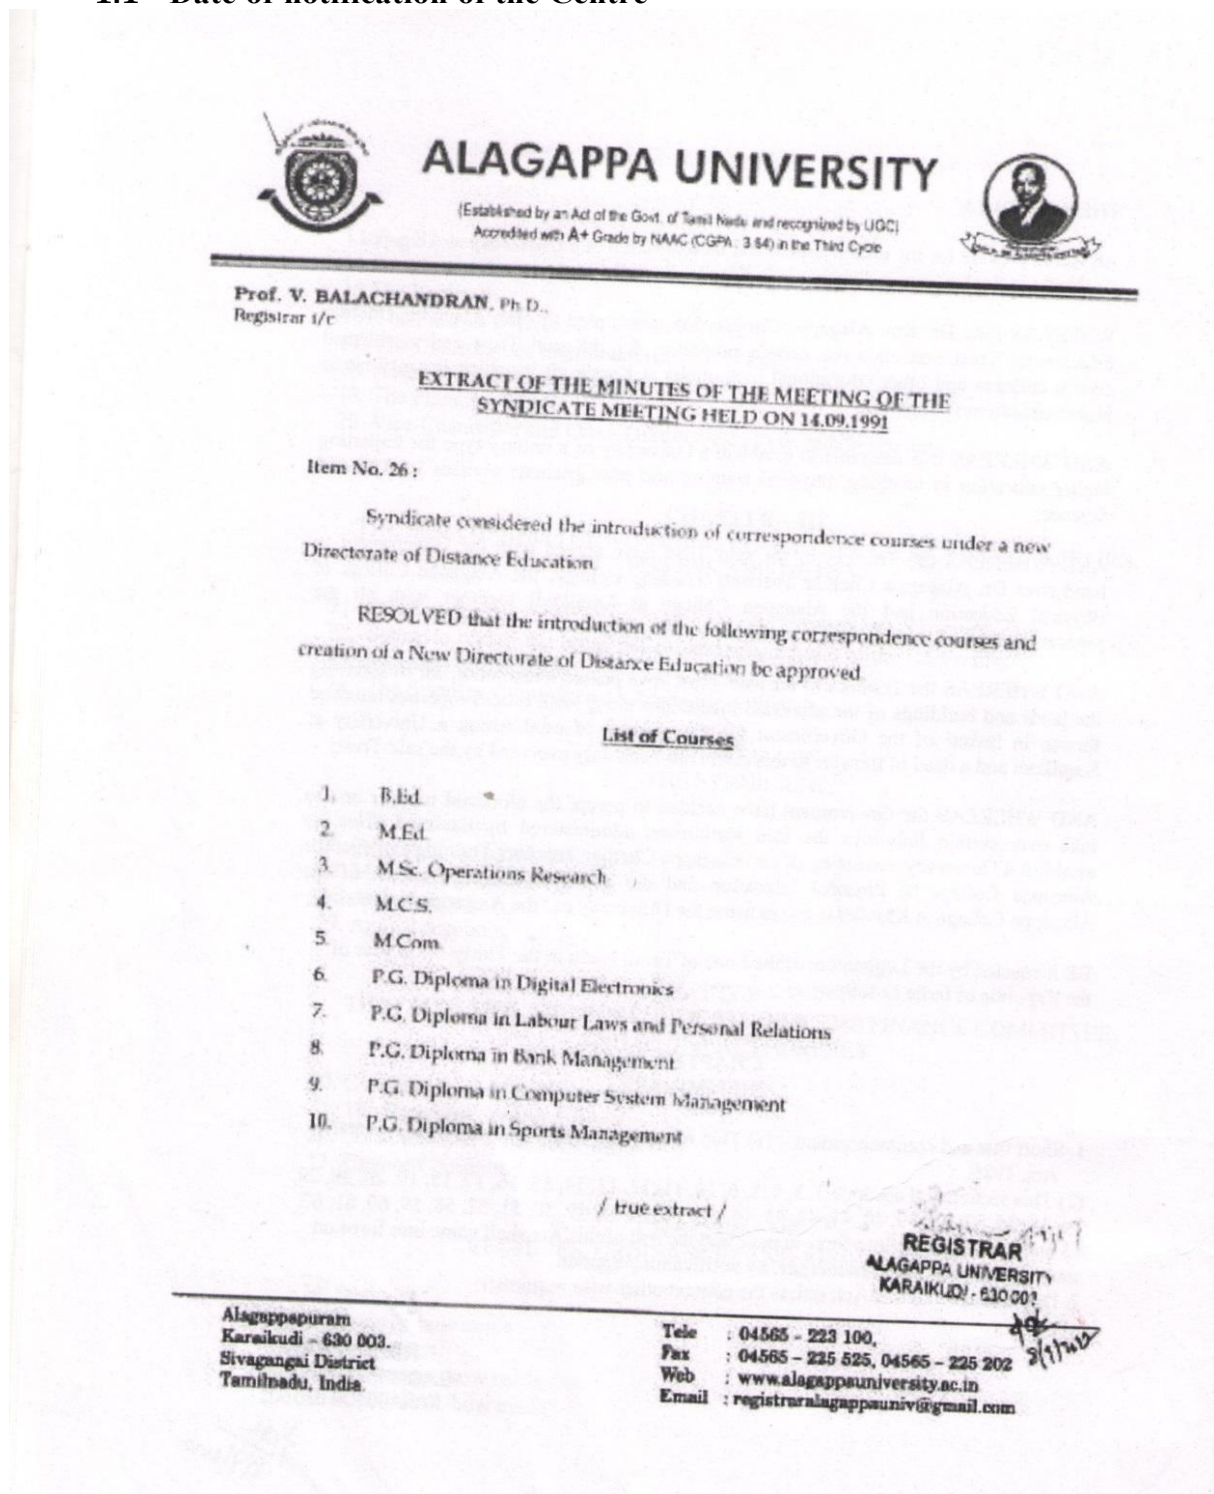 1.1 Date of notification of the Centre
ALAGAPPA UNIVERSITY
(Established by an Act of the Govt. of Tamil Nadu and recognized by UGC)
Accredited with A+ Grade by NAAC (CGPA : 3.64) in the Third Cycle
Prof. V. BALACHANDRAN, Ph.D.,
Registrar i/c
EXTRACT OF THE MINUTES OF THE MEETING OF THE
SYNDICATE MEETING HELD ON 14.09.1991
Item No. 26 :
Syndicate considered the introduction of correspondence courses under a new
Directorate of Distance Education.
RESOLVED that the introduction of the following correspondence courses and
creation of a New Directorate of Distance Education be approved.
List of Courses
1. B.Ed.
2. M.Ed.
3. M.Sc. Operations Research
4. M.C.S.
5. M.Com.
6. P.G. Diploma in Digital Electronics
7. P.G. Diploma in Labour Laws and Personal Relations
8. P.G. Diploma in Bank Management
9. P.G. Diploma in Computer System Management
10. P.G. Diploma in Sports Management
/ true extract /
REGISTRAR
ALAGAPPA UNIVERSITY
KARAIKUDI - 630 003
Alagappapuram
Karaikudi – 630 003.
Sivagangai District
Tamilnadu, India.
Tele : 04565 – 223 100,
Fax : 04565 – 225 525, 04565 – 225 202
Web : www.alagappauniversity.ac.in
Email : registraralagappauniv@gmail.com